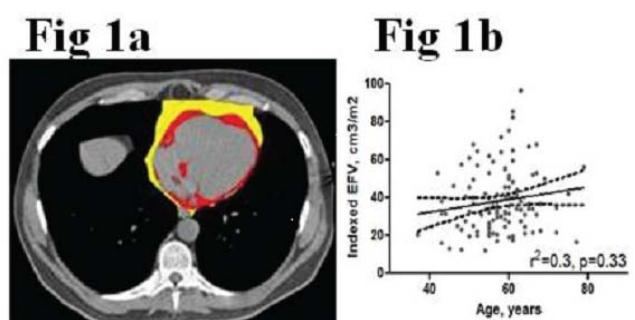 Fig 1a
Fig 1b
Indexed EFV, cm3/m2
100
80
60
40
20
0
r²=0.3, p=0.33
40 60 80
Age, years